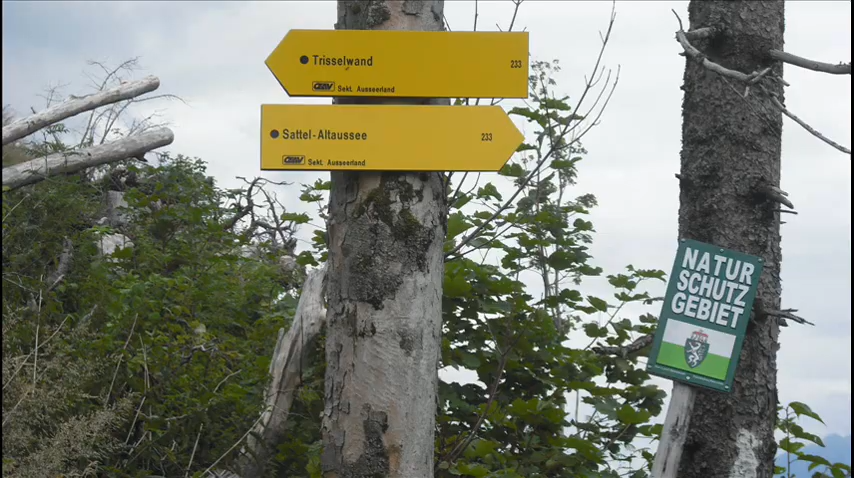 Trisselwand 233
Sekt. Ausseerland
Sattel-Altaussee 233
Sekt. Ausseerland
NATUR
SCHUTZ
GEBIET